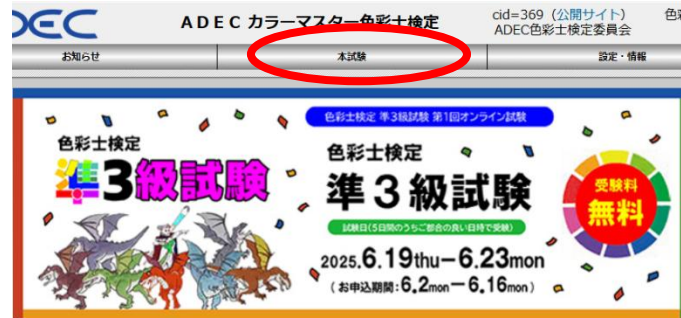 DEC
ADEC カラーマスター色彩士検定
cid=369（公開サイト）
ADEC色彩士検定委員会
お知らせ
本試験
設定・情報
色彩士検定 準3級試験 第1回オンライン試験
色彩士検定
準3級試験
色彩士検定
準３級試験
試験日（5日間のうちご都合の良い日時で受験）
2025.6.19thu－6.23mon
（お申込期間：6.2mon－6.16mon）
受験料
無料